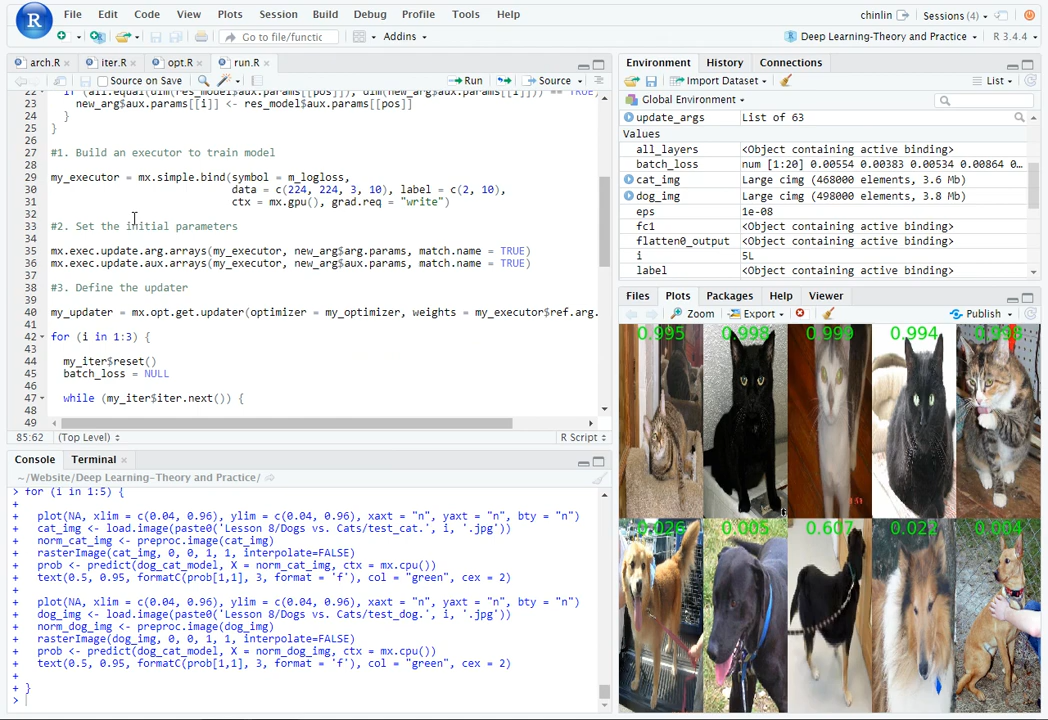 File Edit Code View Plots Session Build Debug Profile Tools Help
chinlin Sessions (4)
Go to file/functic Addins
Deep Learning-Theory and Practice R 3.4.4
arch.R × iter.R × opt.R × run.R ×
Source on Save Run Source
22 if (all.equal(dim(res_model$aux.params[[pos]]), dim(new_arg$aux.params[[i]])) == TRUE)
23 new_arg$aux.params[[i]] <- res_model$aux.params[[pos]]
24 }
25 }
26
27 #1. Build an executor to train model
28
29 my_executor = mx.simple.bind(symbol = m_logloss,
30 data = c(224, 224, 3, 10), label = c(2, 10),
31 ctx = mx.gpu(), grad.req = "write")
32
33 #2. Set the initial parameters
34
35 mx.exec.update.arg.arrays(my_executor, new_arg$arg.params, match.name = TRUE)
36 mx.exec.update.aux.arrays(my_executor, new_arg$aux.params, match.name = TRUE)
37
38 #3. Define the updater
39
40 my_updater = mx.opt.get.updater(optimizer = my_optimizer, weights = my_executor$ref.arg.
41
42 for (i in 1:3) {
43
44 my_iter$reset()
45 batch_loss = NULL
46
47 while (my_iter$iter.next()) {
48
49
85:62 (Top Level) R Script
Console Terminal ×
~/Website/Deep Learning-Theory and Practice/
> for (i in 1:5) {
+
+ plot(NA, xlim = c(0.04, 0.96), ylim = c(0.04, 0.96), xaxt = "n", yaxt = "n", bty = "n")
+ cat_img <- load.image(paste0('Lesson 8/Dogs vs. Cats/test_cat.', i, '.jpg'))
+ norm_cat_img <- preproc.image(cat_img)
+ rasterImage(cat_img, 0, 0, 1, 1, interpolate=FALSE)
+ prob <- predict(dog_cat_model, X = norm_cat_img, ctx = mx.cpu())
+ text(0.5, 0.95, formatC(prob[1,1], 3, format = 'f'), col = "green", cex = 2)
+
+ plot(NA, xlim = c(0.04, 0.96), ylim = c(0.04, 0.96), xaxt = "n", yaxt = "n", bty = "n")
+ dog_img <- load.image(paste0('Lesson 8/Dogs vs. Cats/test_dog.', i, '.jpg'))
+ norm_dog_img <- preproc.image(dog_img)
+ rasterImage(dog_img, 0, 0, 1, 1, interpolate=FALSE)
+ prob <- predict(dog_cat_model, X = norm_dog_img, ctx = mx.cpu())
+ text(0.5, 0.95, formatC(prob[1,1], 3, format = 'f'), col = "green", cex = 2)
+
+ }
>
Environment History Connections
Import Dataset List
Global Environment
update_args List of 63
Values
all_layers <Object containing active binding>
batch_loss num [1:20] 0.00554 0.00383 0.00534 0.00864 0…
cat_img Large cimg (468000 elements, 3.6 Mb)
dog_img Large cimg (498000 elements, 3.8 Mb)
eps 1e-08
fc1 <Object containing active binding>
flatten0_output <Object containing active binding>
i 5L
label <Object containing active binding>
Files Plots Packages Help Viewer
Zoom Export Publish
0.995 0.998 0.999 0.994 0.998
0.026 0.005 0.607 0.022 0.004